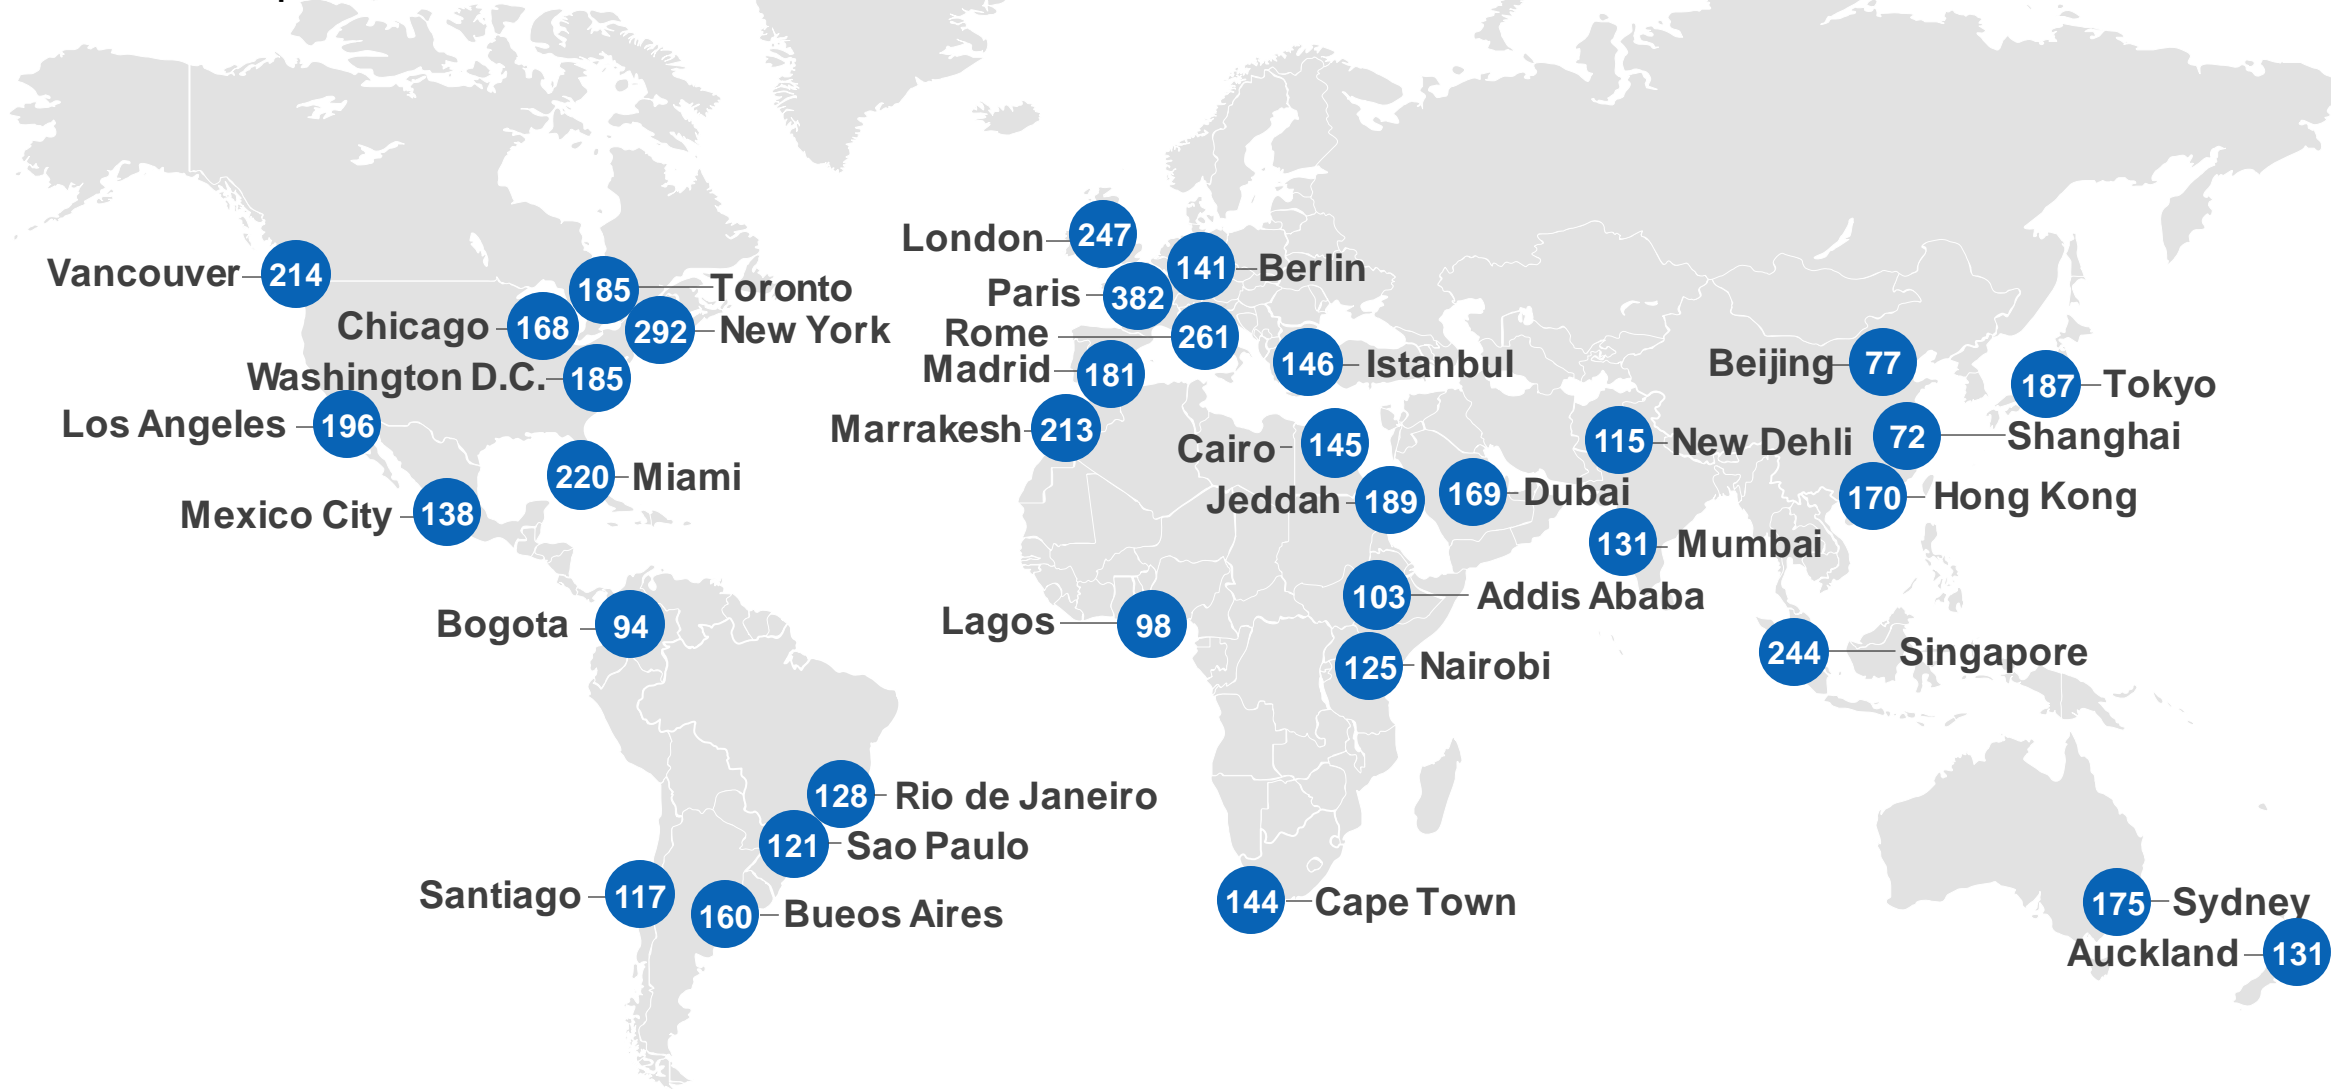 London 247
141 Berlin
Vancouver 214
185 Toronto
Paris 382
Chicago 168
292 New York
Rome 261
Madrid 181
146 Istanbul
Beijing 77
187 Tokyo
Washington D.C. 185
Los Angeles 196
Marrakesh 213
Cairo 145
115 New Dehli
72 Shanghai
220 Miami
Jeddah 189
169 Dubai
170 Hong Kong
Mexico City 138
131 Mumbai
103 Addis Ababa
Bogota 94
Lagos 98
125 Nairobi
244 Singapore
128 Rio de Janeiro
121 Sao Paulo
Santiago 117
160 Bueos Aires
144 Cape Town
175 Sydney
Auckland 131